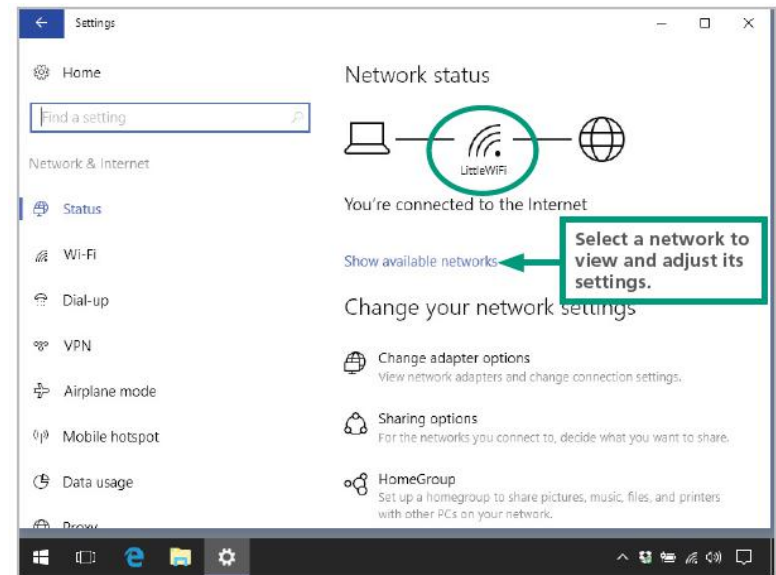 Settings
Home
Find a setting
Network & Internet
Status
Wi-Fi
Dial-up
VPN
Airplane mode
Mobile hotspot
Data usage
Proxy
Network status
LittleWiFi
You're connected to the Internet
Show available networks
Select a network to
view and adjust its
settings.
Change your network settings
Change adapter options
View network adapters and change connection settings.
Sharing options
For the networks you connect to, decide what you want to share.
HomeGroup
Set up a homegroup to share pictures, music, files, and printers
with other PCs on your network.